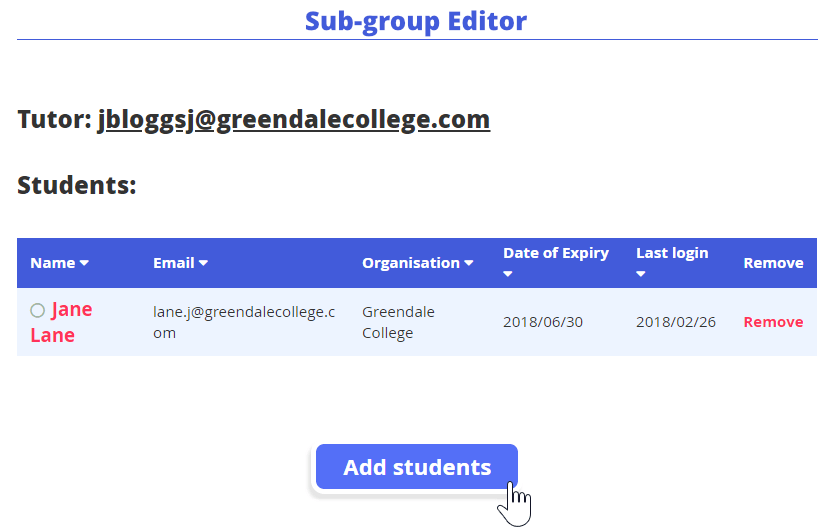 Sub-group Editor
Tutor: jbloggsj@greendalecollege.com
Students:
Name Email Organisation Date of Expiry Last login Remove
Jane
Lane
lane.j@greendalecollege.c
om
Greendale
College
2018/06/30
2018/02/26
Remove
Add students